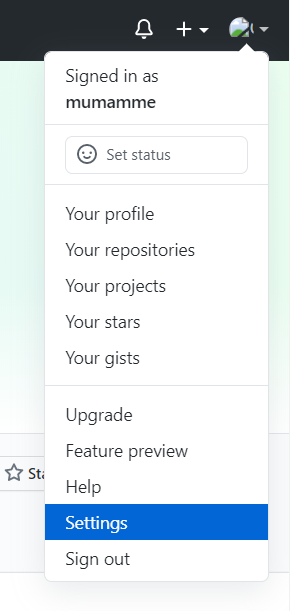 Signed in as
mumamme
Set status
Your profile
Your repositories
Your projects
Your stars
Your gists
Upgrade
Feature preview
Sta
Help
Settings
Sign out